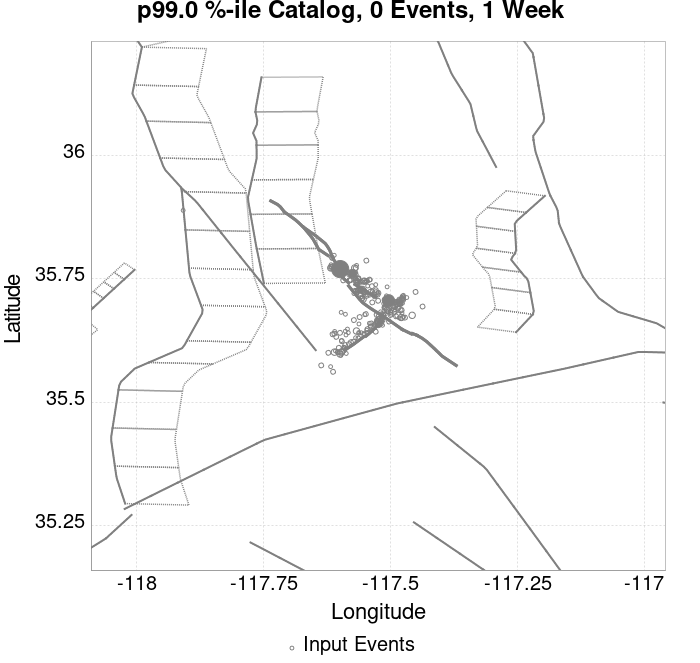 p99.0 %-ile Catalog, 0 Events, 1 Week
36
35.75
35.5
35.25
Latitude
-118
-117.75
-117.5
-117.25
-117
Longitude
Input Events